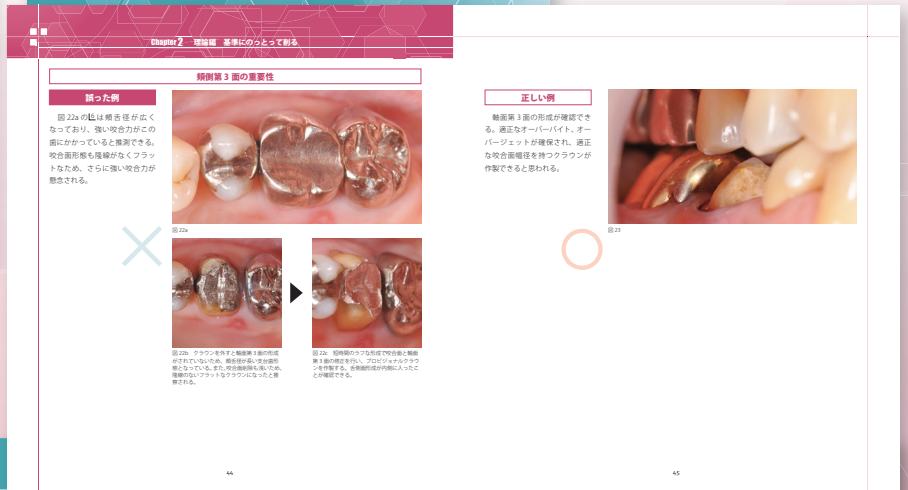 Chapter 2 理論編 基準にのっとって削る
頰側第 3 面の重要性
誤った例
図 22a の は頰舌径が広く
なっており、強い咬合力がこの
歯にかかっていると推測できる。
咬合面形態も隆線がなくフラッ
トなため、さらに強い咬合力が
懸念される。
図 22a
図 22b クラウンを外すと軸面第 3 面の形成
がされていないため、頰舌径が長い支台歯形
態となっている。また、咬合面削除も浅いため、
隆線のないフラットなクラウンになったと推
察される。
図 22c 短時間のラフな形成で咬合面と軸面
第 3 面の修正を行い、プロビジョナルクラウ
ンを作製する。舌側面形成が内側に入ったこ
とが確認できる。
44
正しい例
軸面第 3 面の形成が確認でき
る。適正なオーバーバイト、オー
バージェットが確保され、適正
な咬合面幅径を持つクラウンが
作製できると思われる。
図 23
45